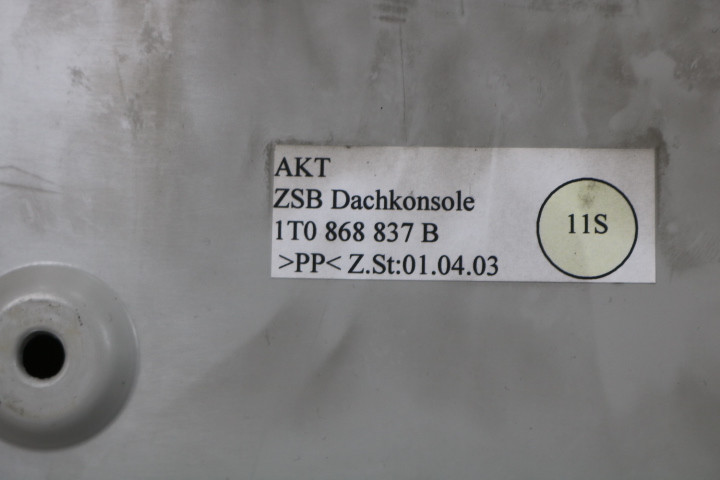 AKT
ZSB Dachkonsole
1T0 868 837 B
>PP< Z.St:01.04.03
11S